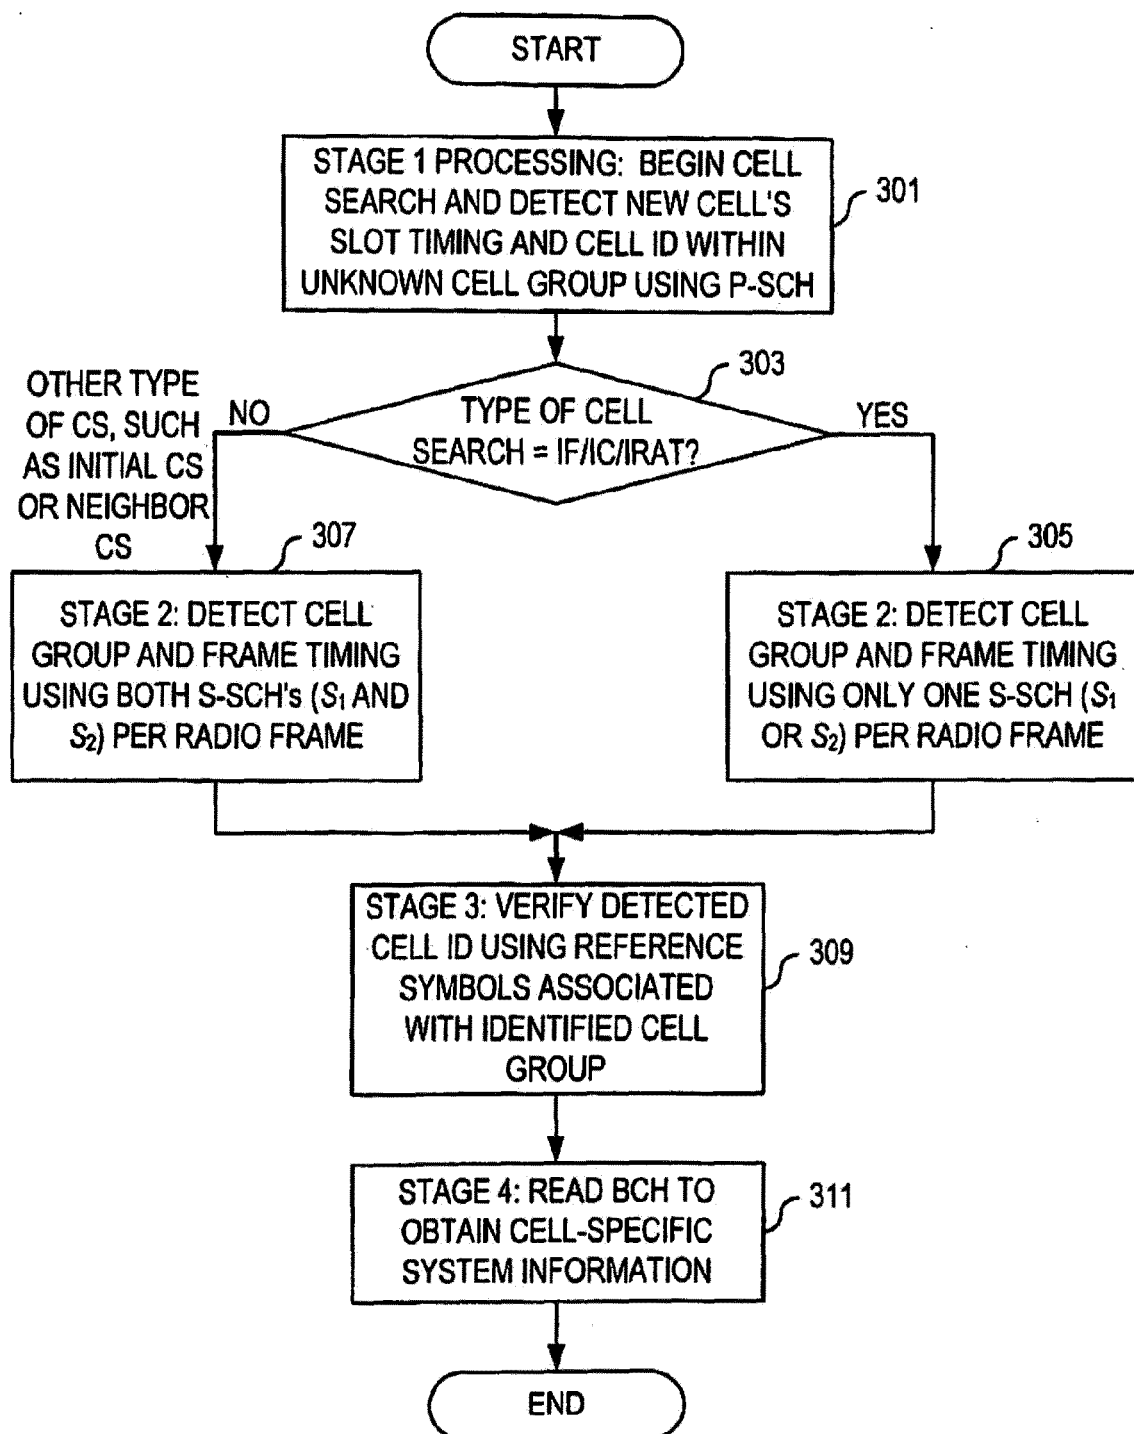 START
STAGE 1 PROCESSING: BEGIN CELL
SEARCH AND DETECT NEW CELL'S
SLOT TIMING AND CELL ID WITHIN
UNKNOWN CELL GROUP USING P-SCH
301
303
TYPE OF CELL
SEARCH = IF/IC/IRAT?
NO
YES
OTHER TYPE
OF CS, SUCH
AS INITIAL CS
OR NEIGHBOR
CS
307
305
STAGE 2: DETECT CELL
GROUP AND FRAME TIMING
USING BOTH S-SCH's (S1 AND
S2) PER RADIO FRAME
STAGE 2: DETECT CELL
GROUP AND FRAME TIMING
USING ONLY ONE S-SCH (S1
OR S2) PER RADIO FRAME
STAGE 3: VERIFY DETECTED
CELL ID USING REFERENCE
SYMBOLS ASSOCIATED
WITH IDENTIFIED CELL
GROUP
309
STAGE 4: READ BCH TO
OBTAIN CELL-SPECIFIC
SYSTEM INFORMATION
311
END